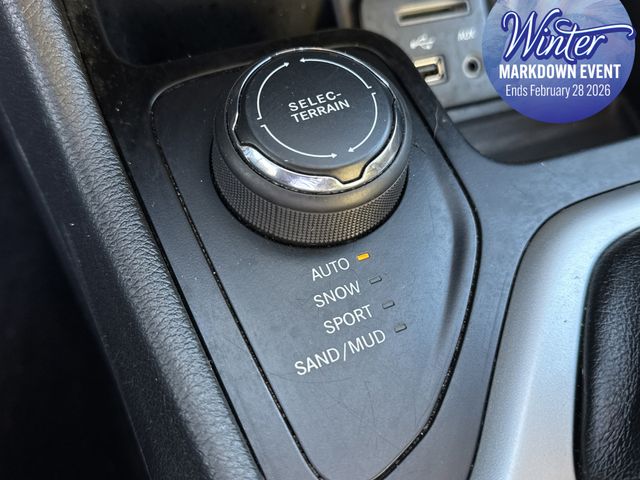 Winter
MARKDOWN EVENT
Ends February 28 2026
AUX
SELEC-
TERRAIN
AUTO
SNOW
SPORT
SAND/MUD